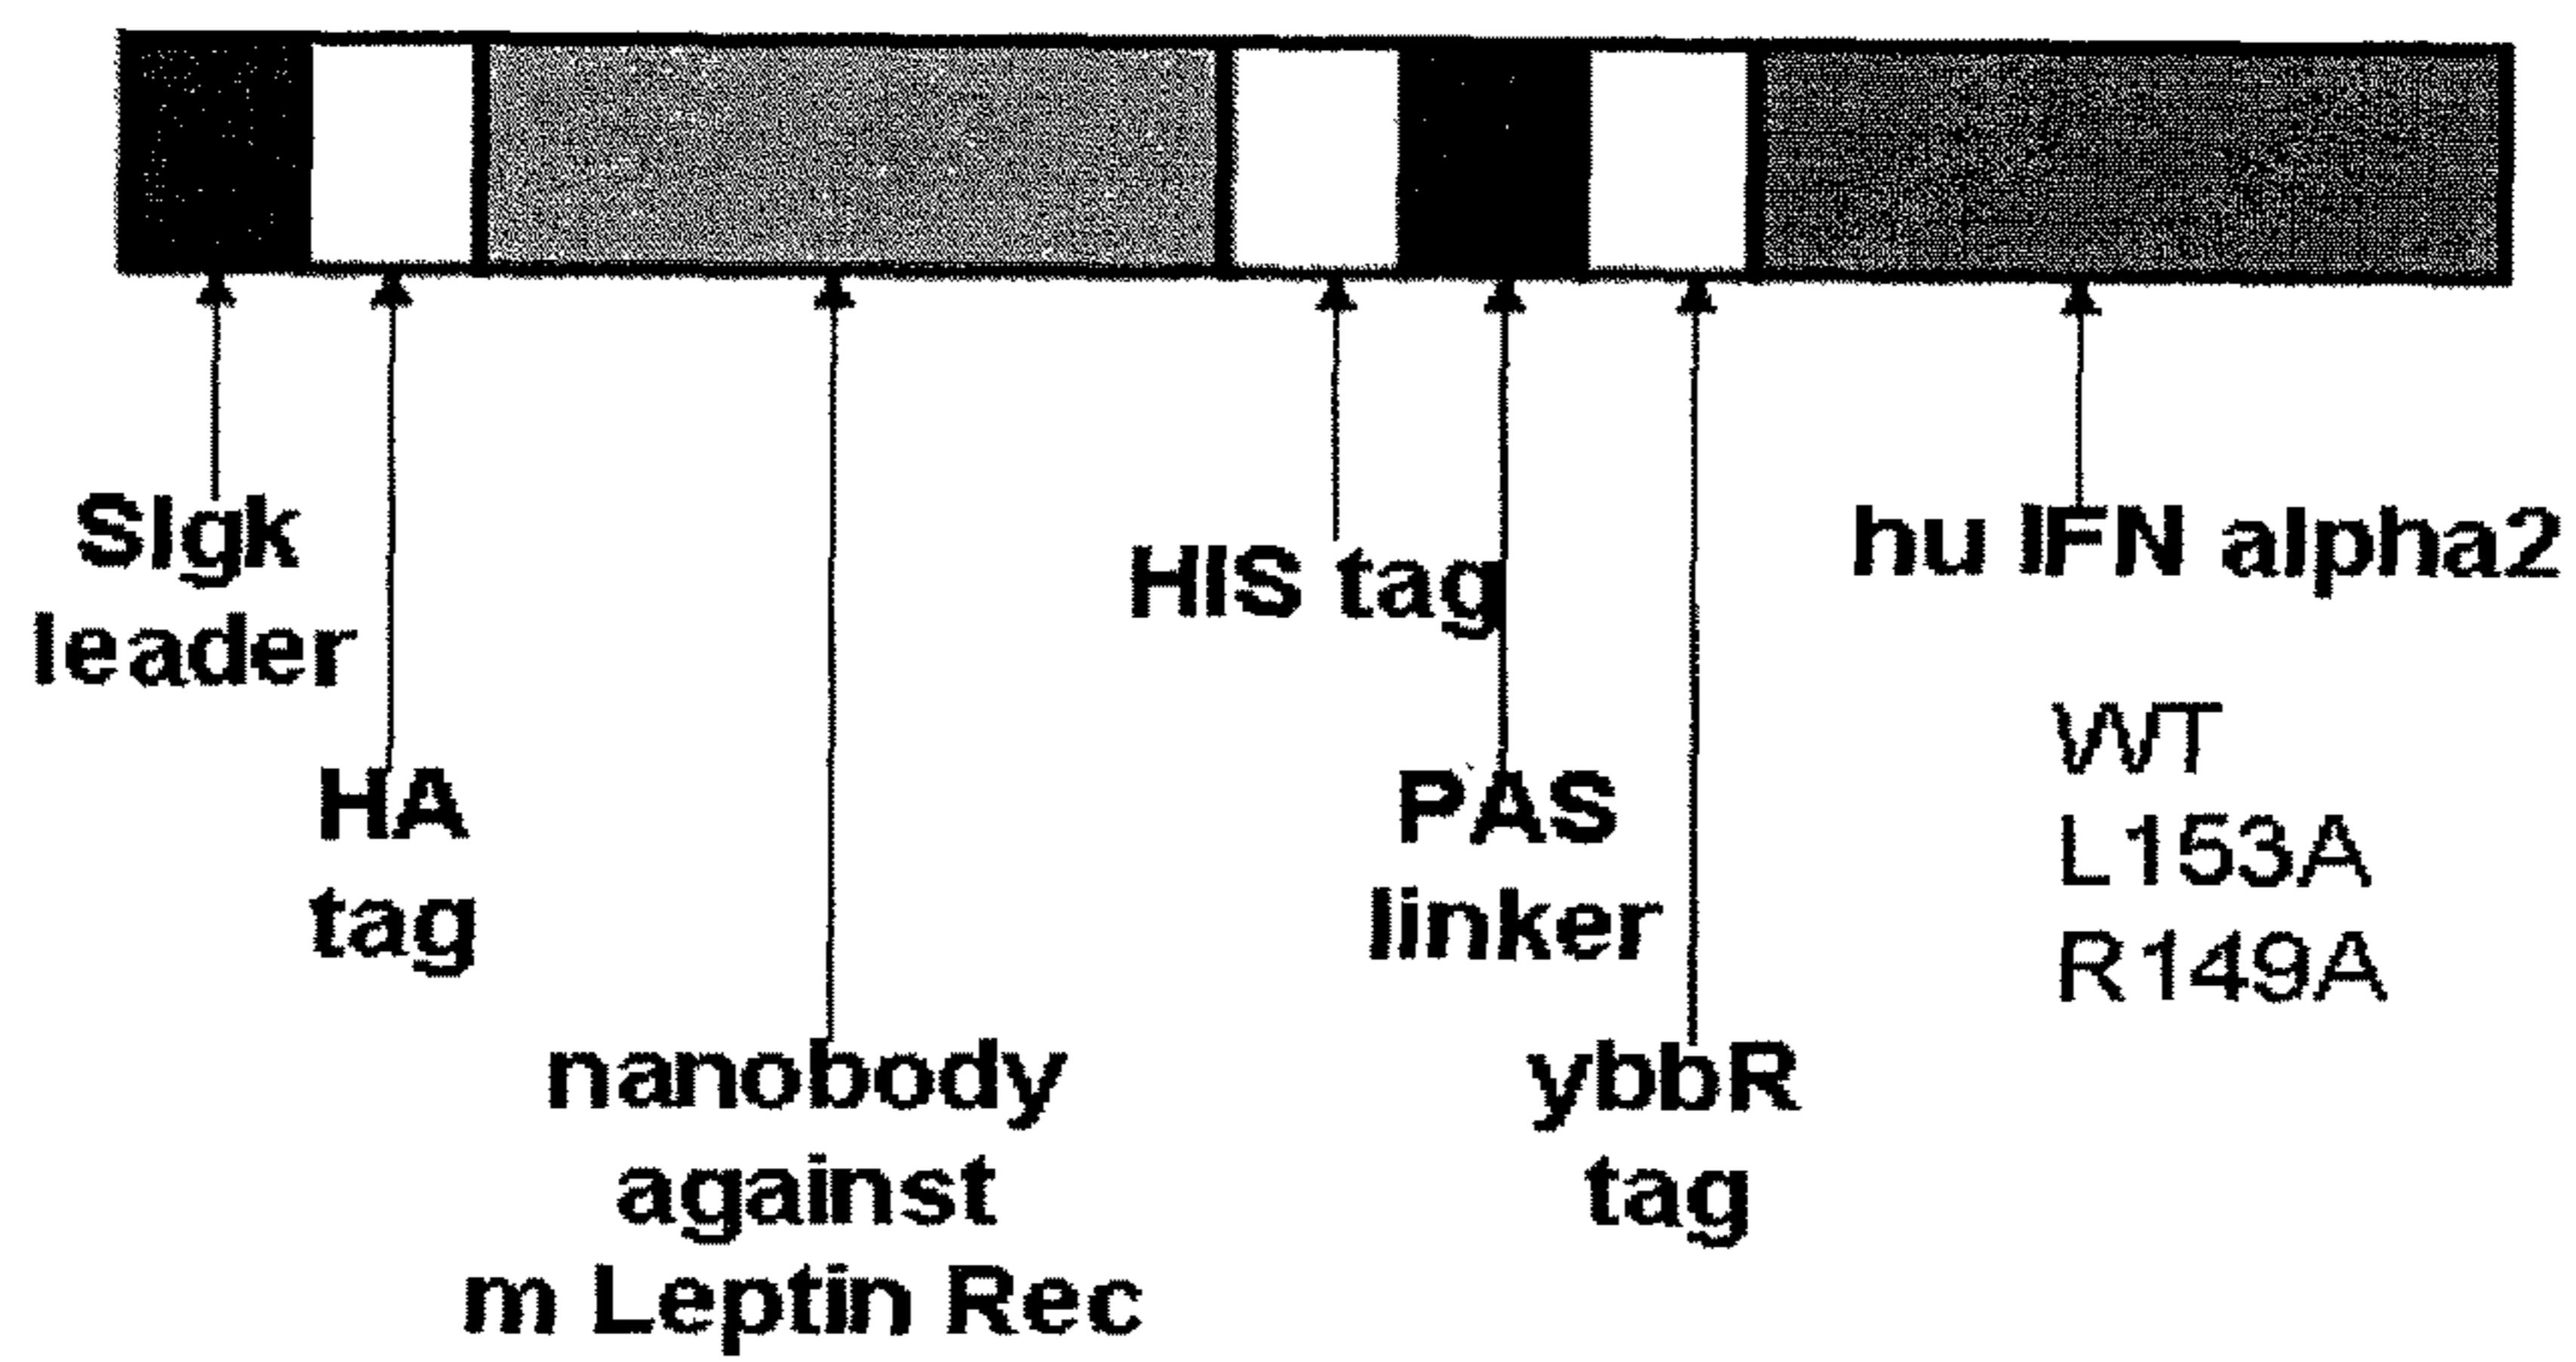 SIgk
leader
HA
tag
nanobody
against
m Leptin Rec
HIS tag
PAS
linker
ybbR
tag
hu IFN alpha2
WT
L153A
R149A